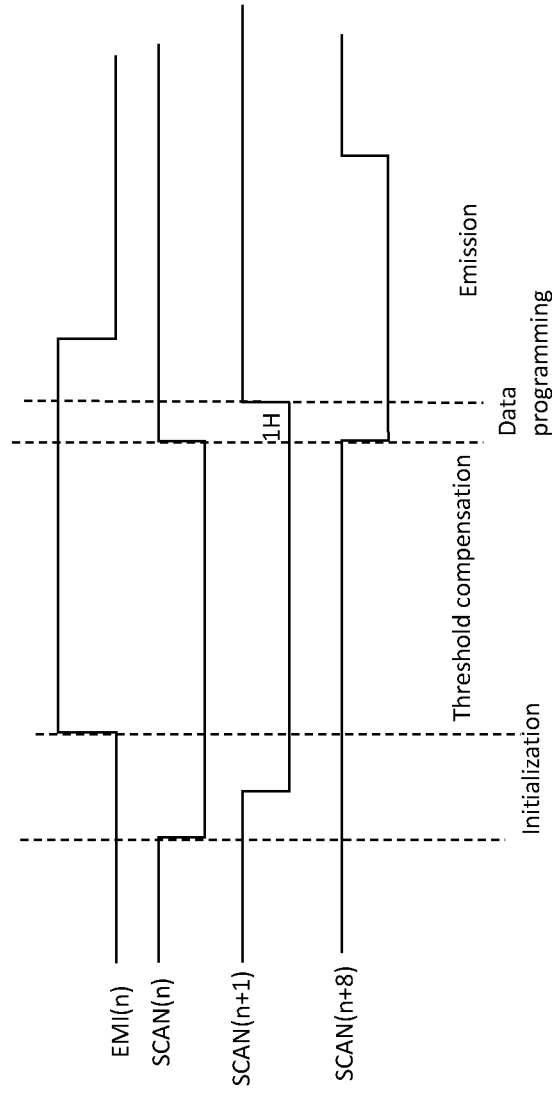 EMI(n)
SCAN(n)
SCAN(n+1)
SCAN(n+8)
1H
Initialization
Threshold compensation
Data
programming
Emission